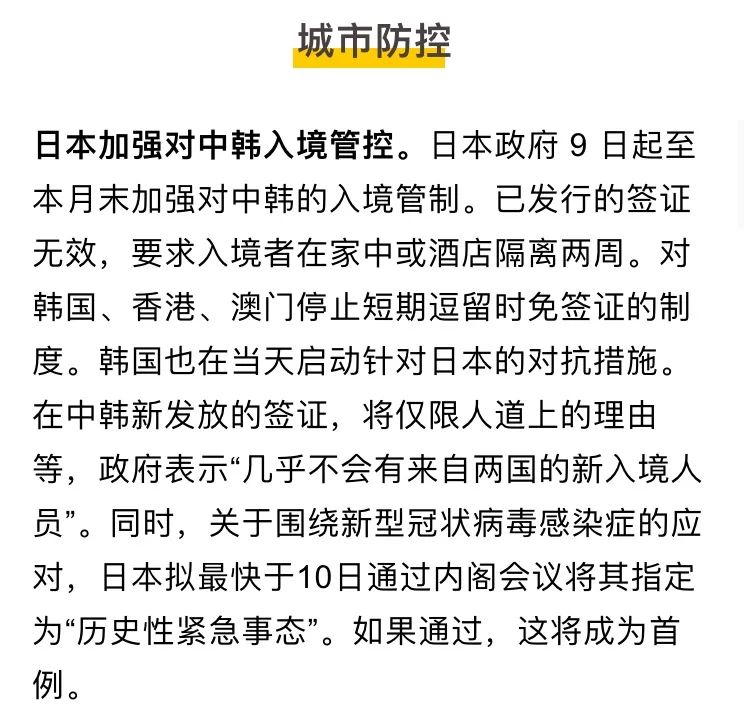 城市防控
日本加强对中韩入境管控。日本政府 9 日起至
本月末加强对中韩的入境管制。已发行的签证
无效，要求入境者在家中或酒店隔离两周。对
韩国、香港、澳门停止短期逗留时免签证的制
度。韩国也在当天启动针对日本的对抗措施。
在中韩新发放的签证，将仅限人道上的理由
等，政府表示“几乎不会有来自两国的新入境人
员”。同时，关于围绕新型冠状病毒感染症的应
对，日本拟最快于10日通过内阁会议将其指定
为“历史性紧急事态”。如果通过，这将成为首
例。